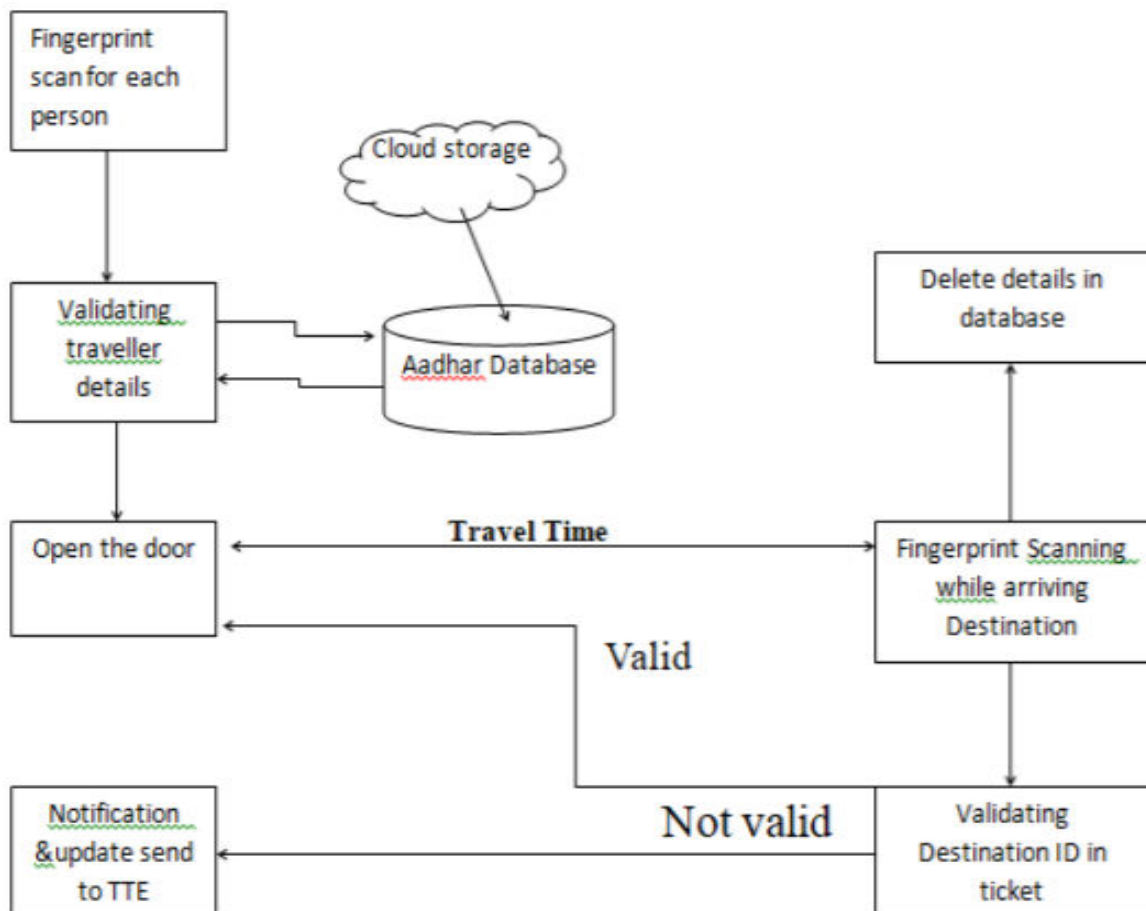 Fingerprint
scan for each
person
Cloud storage
Validating
traveller
details
Aadhar Database
Delete details in
database
Open the door
Travel Time
Fingerprint Scanning
while arriving
Destination
Valid
Notification
&update send
to TTE
Not valid
Validating
Destination ID in
ticket